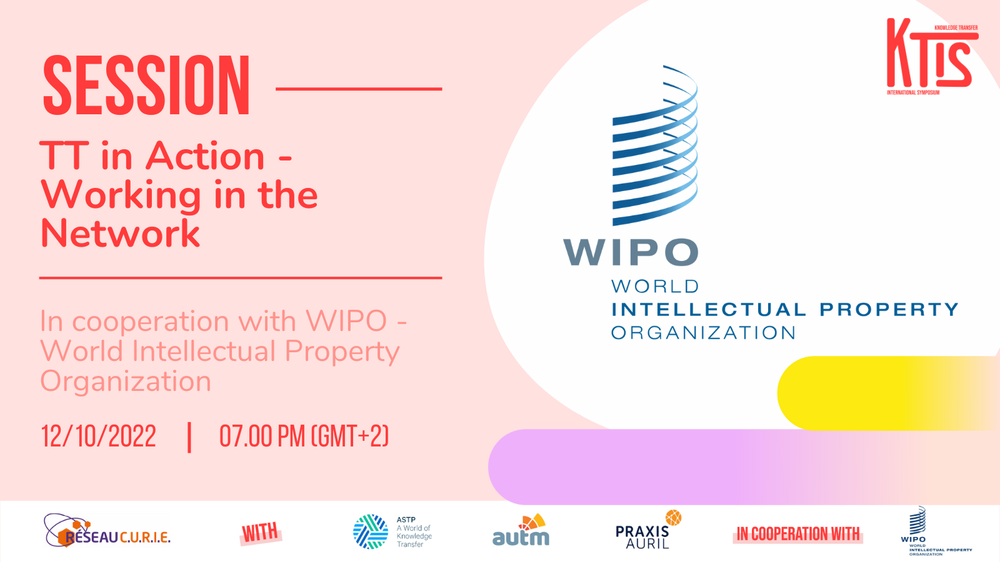 SESSION
TT in Action -
Working in the
Network
In cooperation with WIPO -
World Intellectual Property
Organization
12/10/2022 | 07.00 PM (GMT+2)
KNOWLEDGE TRANSFER
KTIS
INTERNATIONAL SYMPOSIUM
WIPO
WORLD
INTELLECTUAL PROPERTY
ORGANIZATION
RÉSEAU C.U.R.I.E.
WITH
ASTP
A World of
Knowledge
Transfer
autm
PRAXIS
AURIL
IN COOPERATION WITH
WIPO
WORLD
INTELLECTUAL PROPERTY
ORGANIZATION